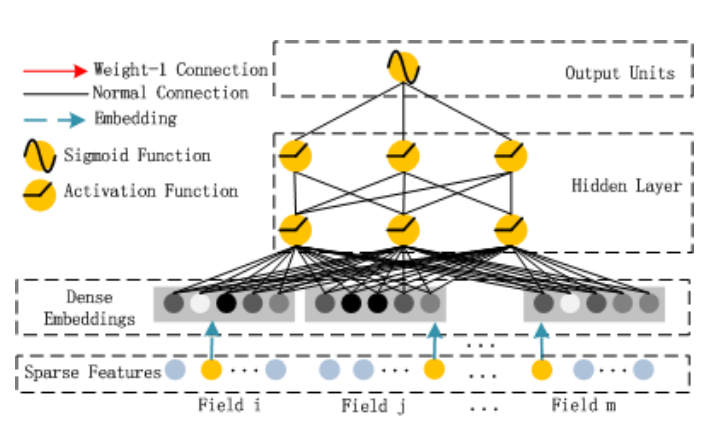 Weight-1 Connection
Normal Connection
Embedding
Sigmoid Function
Activation Function
Output Units
Hidden Layer
Dense
Embeddings
...
Sparse Features ... ... ... ...
Field i Field j ... Field m